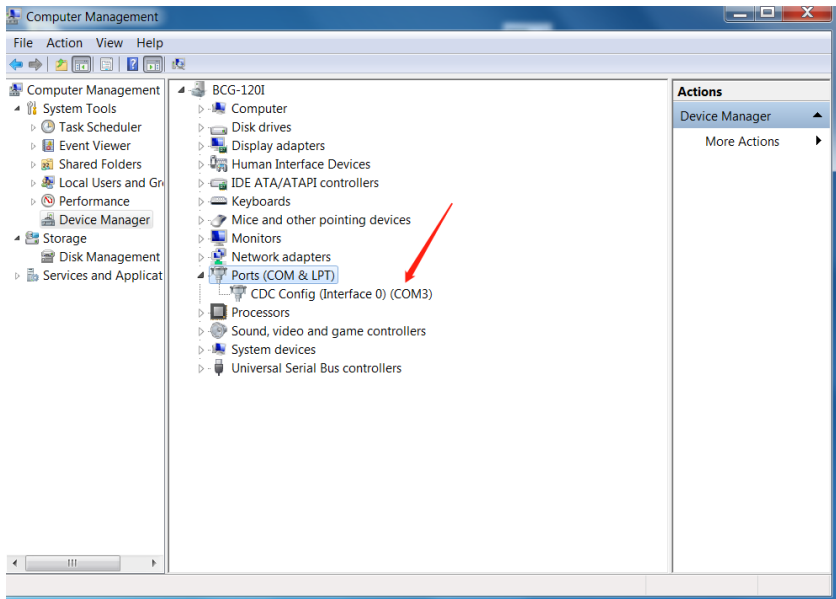 Computer Management
File Action View Help
Computer Management
System Tools
Task Scheduler
Event Viewer
Shared Folders
Local Users and Gr
Performance
Device Manager
Storage
Disk Management
Services and Applicat
BCG-120I
Computer
Disk drives
Display adapters
Human Interface Devices
IDE ATA/ATAPI controllers
Keyboards
Mice and other pointing devices
Monitors
Network adapters
Ports (COM & LPT)
CDC Config (Interface 0) (COM3)
Processors
Sound, video and game controllers
System devices
Universal Serial Bus controllers
Actions
Device Manager
More Actions